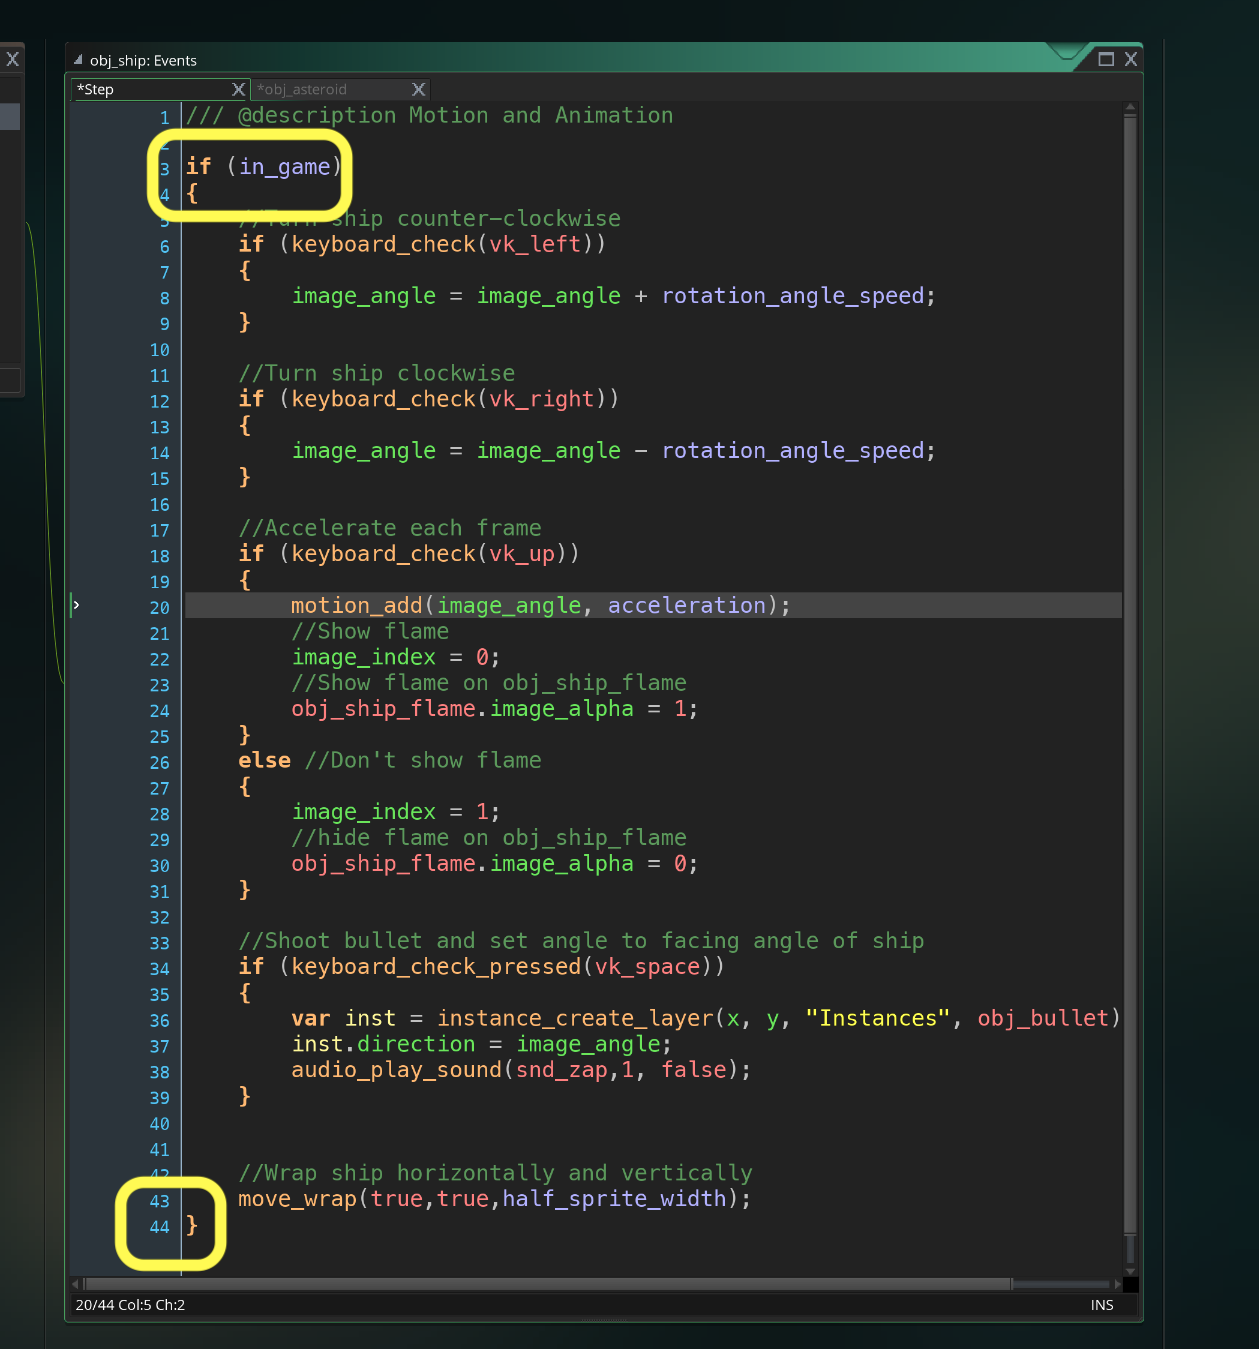 obj_ship: Events
*Step
*obj_asteroid
1 /// @description Motion and Animation
2
3 if (in_game)
4 {
5     //Turn ship counter-clockwise
6     if (keyboard_check(vk_left))
7     {
8         image_angle = image_angle + rotation_angle_speed;
9     }
10
11     //Turn ship clockwise
12     if (keyboard_check(vk_right))
13     {
14         image_angle = image_angle - rotation_angle_speed;
15     }
16
17     //Accelerate each frame
18     if (keyboard_check(vk_up))
19     {
20         motion_add(image_angle, acceleration);
21         //Show flame
22         image_index = 0;
23         //Show flame on obj_ship_flame
24         obj_ship_flame.image_alpha = 1;
25     }
26     else //Don't show flame
27     {
28         image_index = 1;
29         //hide flame on obj_ship_flame
30         obj_ship_flame.image_alpha = 0;
31     }
32
33     //Shoot bullet and set angle to facing angle of ship
34     if (keyboard_check_pressed(vk_space))
35     {
36         var inst = instance_create_layer(x, y, "Instances", obj_bullet)
37         inst.direction = image_angle;
38         audio_play_sound(snd_zap,1, false);
39     }
40
41
42     //Wrap ship horizontally and vertically
43     move_wrap(true,true,half_sprite_width);
44 }
20/44 Col:5 Ch:2
INS